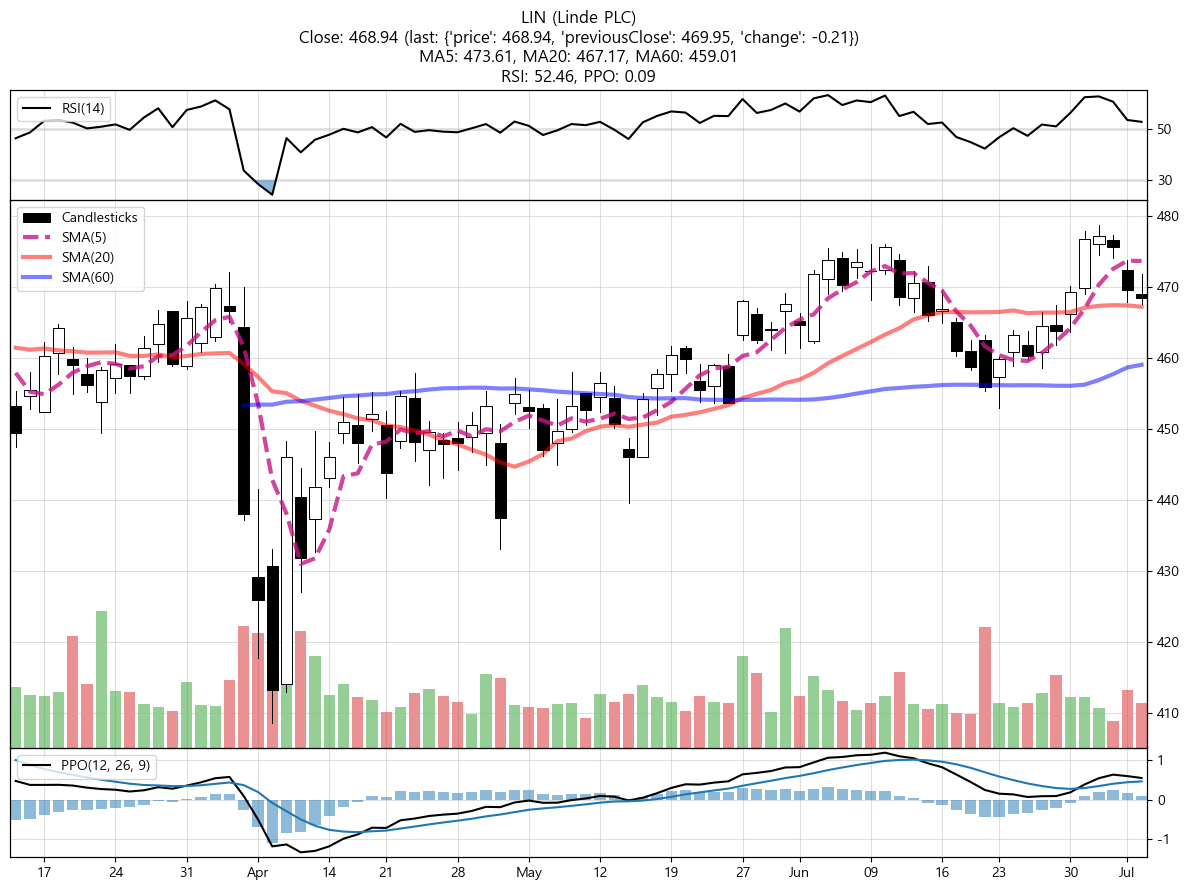 LIN (Linde PLC)
Close: 468.94 (last: {'price': 468.94, 'previousClose': 469.95, 'change': -0.21})
MA5: 473.61, MA20: 467.17, MA60: 459.01
RSI: 52.46, PPO: 0.09
RSI(14)
50
30
Candlesticks
SMA(5)
SMA(20)
SMA(60)
480
470
460
450
440
430
420
410
PPO(12, 26, 9)
1
0
-1
17 24 31 Apr 14 21 28 May 12 19 27 Jun 09 16 23 30 Jul